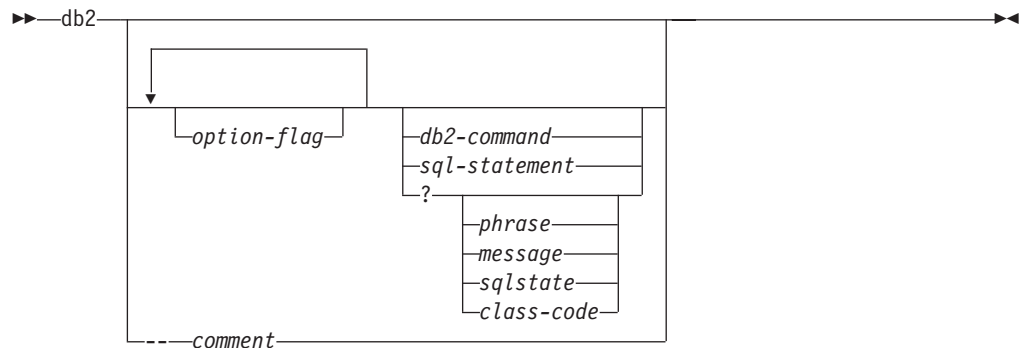 db2
option-flag
db2-command
sql-statement
?
phrase
message
sqlstate
class-code
-- comment